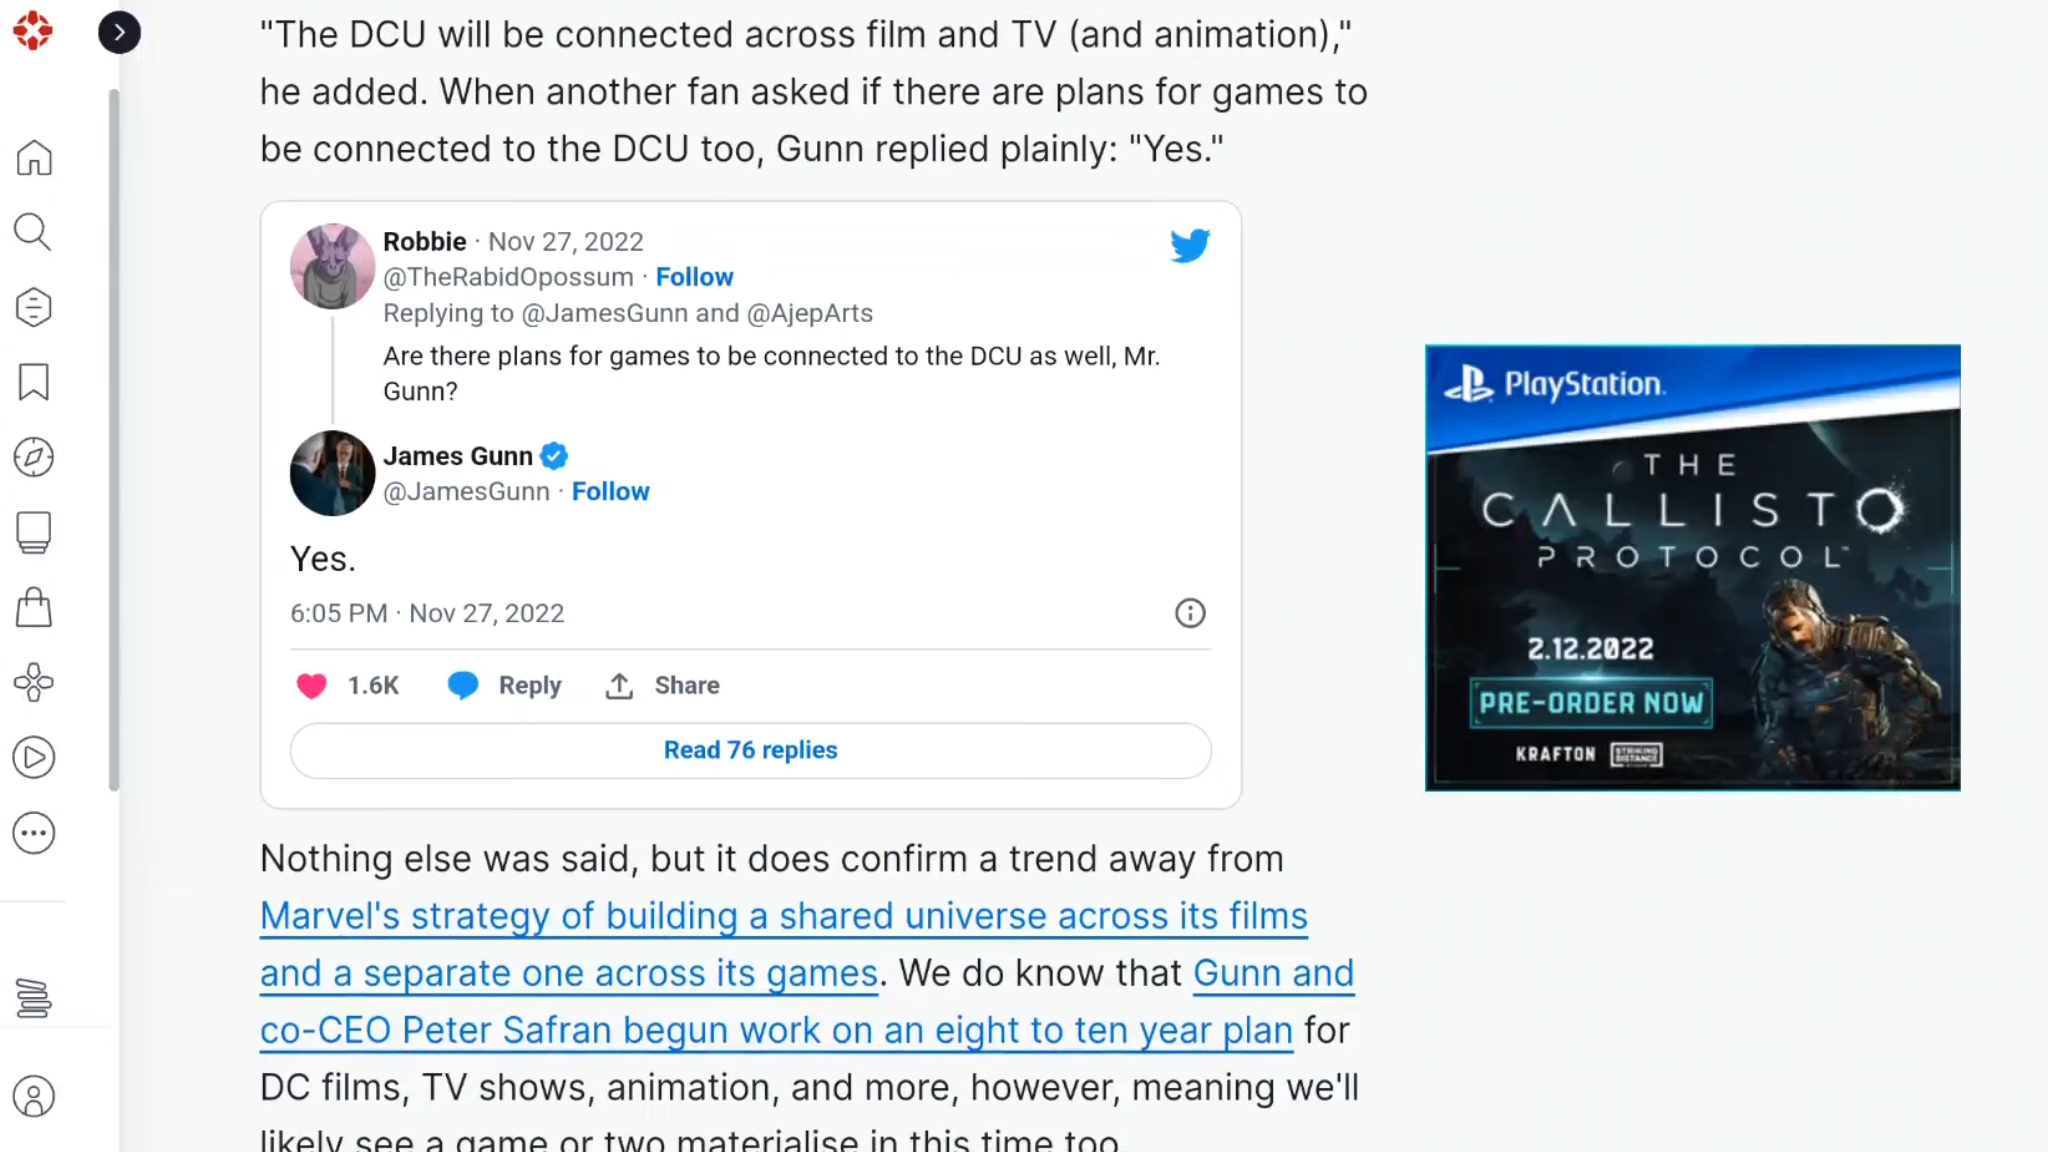 "The DCU will be connected across film and TV (and animation),"
he added. When another fan asked if there are plans for games to
be connected to the DCU too, Gunn replied plainly: "Yes."
Robbie · Nov 27, 2022
@TheRabidOpossum · Follow
Replying to @JamesGunn and @AjepArts
Are there plans for games to be connected to the DCU as well, Mr.
Gunn?
James Gunn
@JamesGunn · Follow
Yes.
6:05 PM · Nov 27, 2022
1.6K Reply Share
Read 76 replies
PlayStation
THE
CALLISTO
PROTOCOL™
2.12.2022
PRE-ORDER NOW
KRAFTON STRIKING DISTANCE
Nothing else was said, but it does confirm a trend away from
Marvel's strategy of building a shared universe across its films
and a separate one across its games. We do know that Gunn and
co-CEO Peter Safran begun work on an eight to ten year plan for
DC films, TV shows, animation, and more, however, meaning we'll
likely see a game or two materialise in this time too.